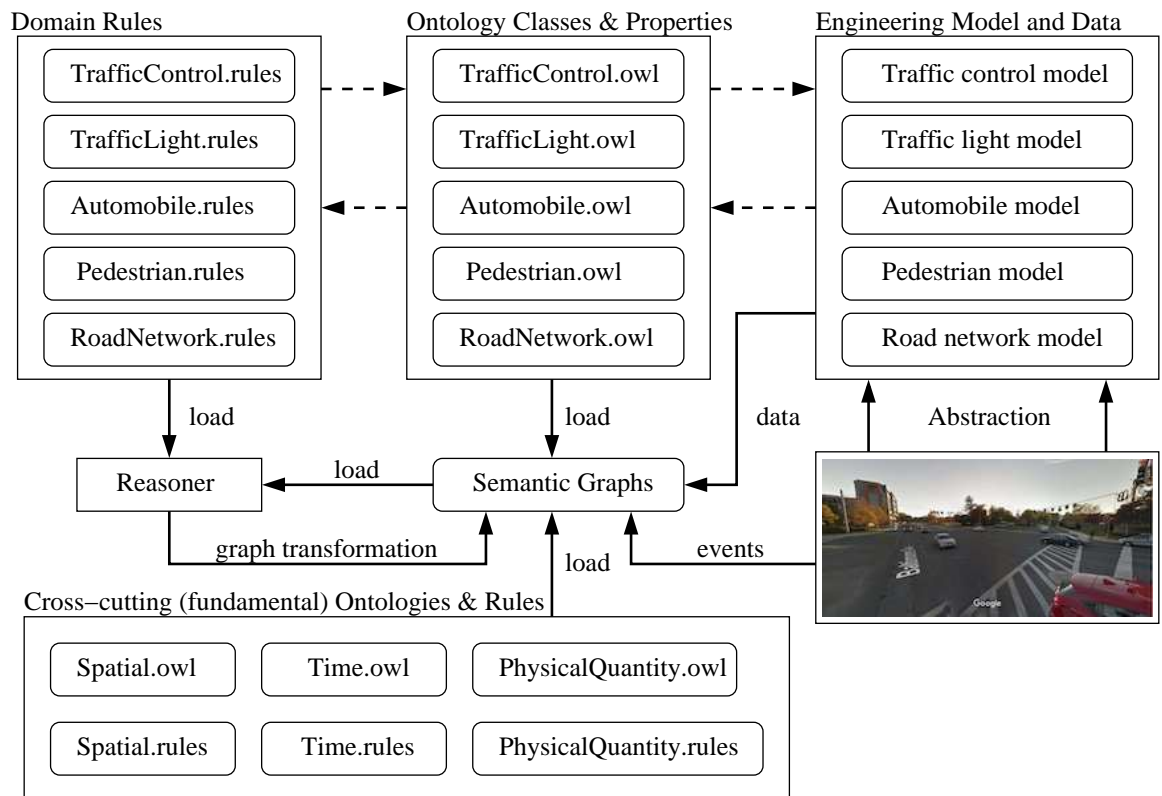 Domain Rules
TrafficControl.rules
TrafficLight.rules
Automobile.rules
Pedestrian.rules
RoadNetwork.rules
Ontology Classes & Properties
TrafficControl.owl
TrafficLight.owl
Automobile.owl
Pedestrian.owl
RoadNetwork.owl
Engineering Model and Data
Traffic control model
Traffic light model
Automobile model
Pedestrian model
Road network model
load
load
data
Abstraction
Reasoner
load
Semantic Graphs
graph transformation
load
events
Google
Cross−cutting (fundamental) Ontologies & Rules
Spatial.owl
Time.owl
PhysicalQuantity.owl
Spatial.rules
Time.rules
PhysicalQuantity.rules